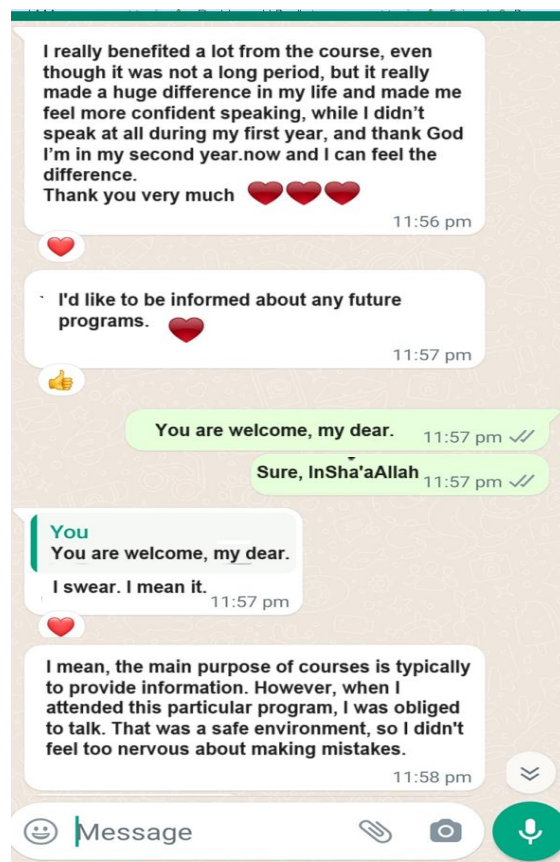 I really benefited a lot from the course, even
though it was not a long period, but it really
made a huge difference in my life and made me
feel more confident speaking, while I didn't
speak at all during my first year, and thank God
I'm in my second year.now and I can feel the
difference.
Thank you very much
11:56 pm
I'd like to be informed about any future
programs.
11:57 pm
You are welcome, my dear.
11:57 pm
Sure, InSha'aAllah
11:57 pm
You
You are welcome, my dear.
I swear. I mean it.
11:57 pm
I mean, the main purpose of courses is typically
to provide information. However, when I
attended this particular program, I was obliged
to talk. That was a safe environment, so I didn't
feel too nervous about making mistakes.
11:58 pm
Message